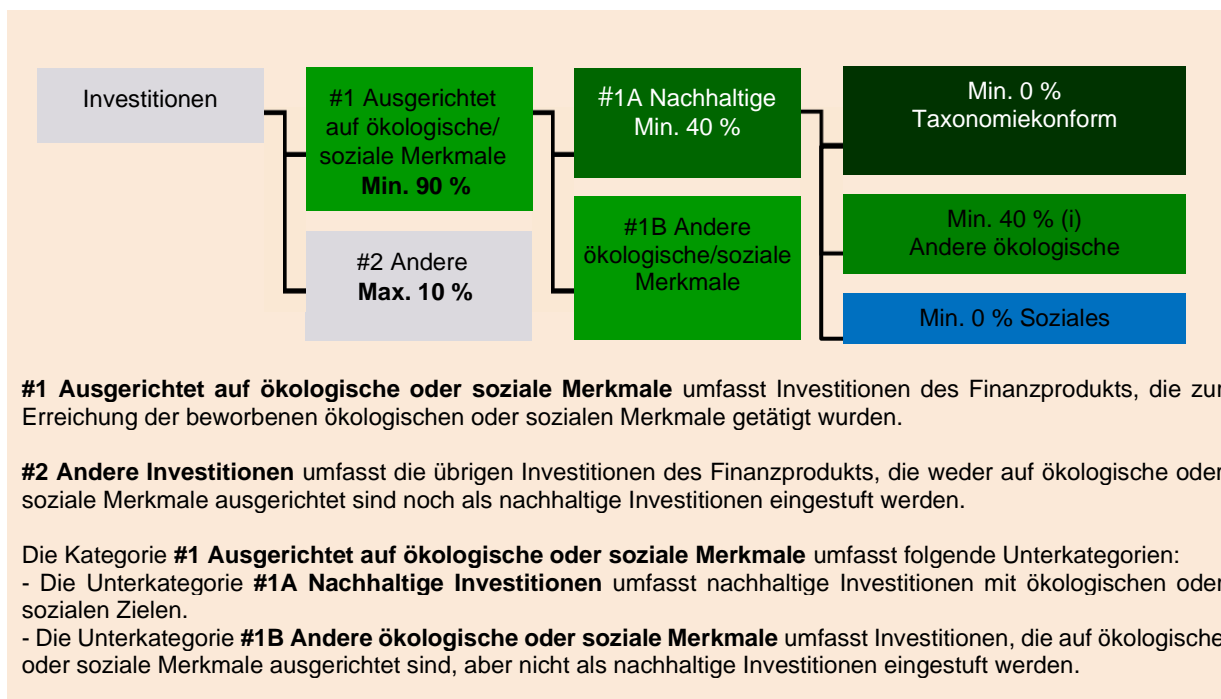 Investitionen
#1 Ausgerichtet
auf ökologische/
soziale Merkmale
Min. 90 %
#2 Andere
Max. 10 %
#1A Nachhaltige
Min. 40 %
#1B Andere
ökologische/soziale
Merkmale
Min. 0 %
Taxonomiekonform
Min. 40 % (i)
Andere ökologische
Min. 0 % Soziales
#1 Ausgerichtet auf ökologische oder soziale Merkmale umfasst Investitionen des Finanzprodukts, die zur
Erreichung der beworbenen ökologischen oder sozialen Merkmale getätigt wurden.
#2 Andere Investitionen umfasst die übrigen Investitionen des Finanzprodukts, die weder auf ökologische oder
soziale Merkmale ausgerichtet sind noch als nachhaltige Investitionen eingestuft werden.
Die Kategorie #1 Ausgerichtet auf ökologische oder soziale Merkmale umfasst folgende Unterkategorien:
- Die Unterkategorie #1A Nachhaltige Investitionen umfasst nachhaltige Investitionen mit ökologischen oder
sozialen Zielen.
- Die Unterkategorie #1B Andere ökologische oder soziale Merkmale umfasst Investitionen, die auf ökologische
oder soziale Merkmale ausgerichtet sind, aber nicht als nachhaltige Investitionen eingestuft werden.